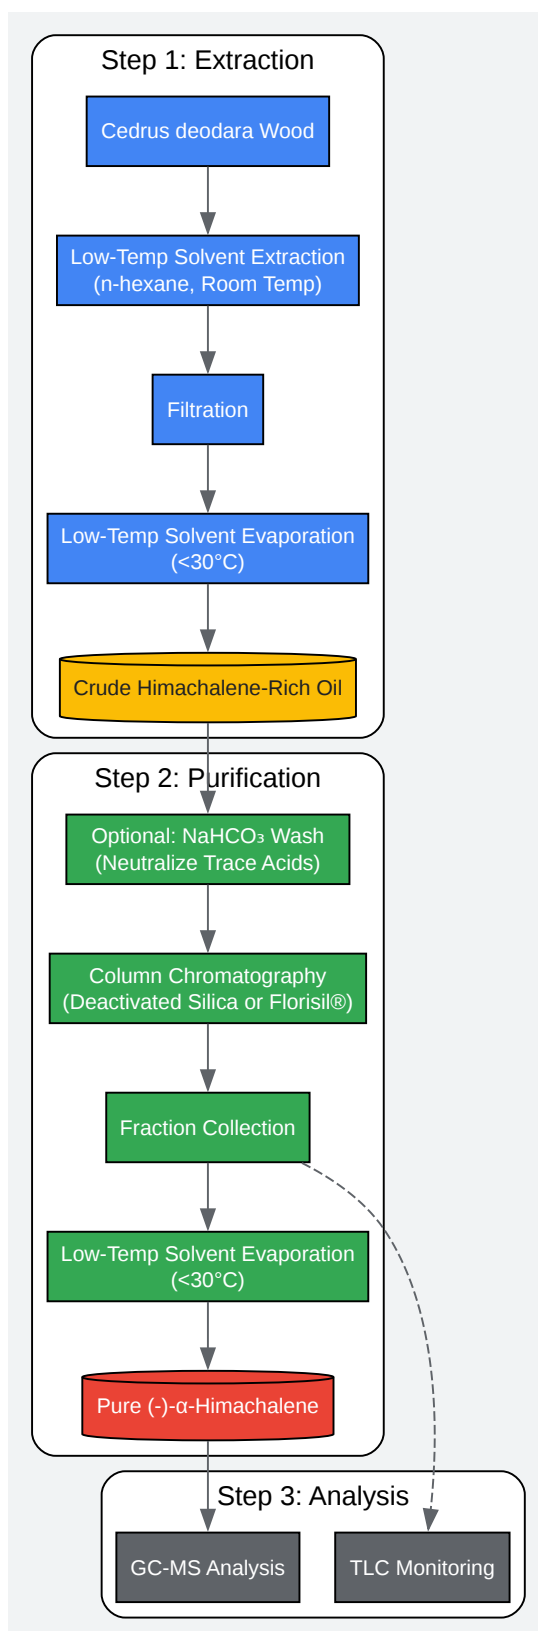 Step 1: Extraction
Cedrus deodara Wood
Low-Temp Solvent Extraction
(n-hexane, Room Temp)
Filtration
Low-Temp Solvent Evaporation
(<30°C)
Crude Himachalene-Rich Oil
Step 2: Purification
Optional: NaHCO₃ Wash
(Neutralize Trace Acids)
Column Chromatography
(Deactivated Silica or Florisil®)
Fraction Collection
Low-Temp Solvent Evaporation
(<30°C)
Pure (-)-α-Himachalene
Step 3: Analysis
GC-MS Analysis
TLC Monitoring